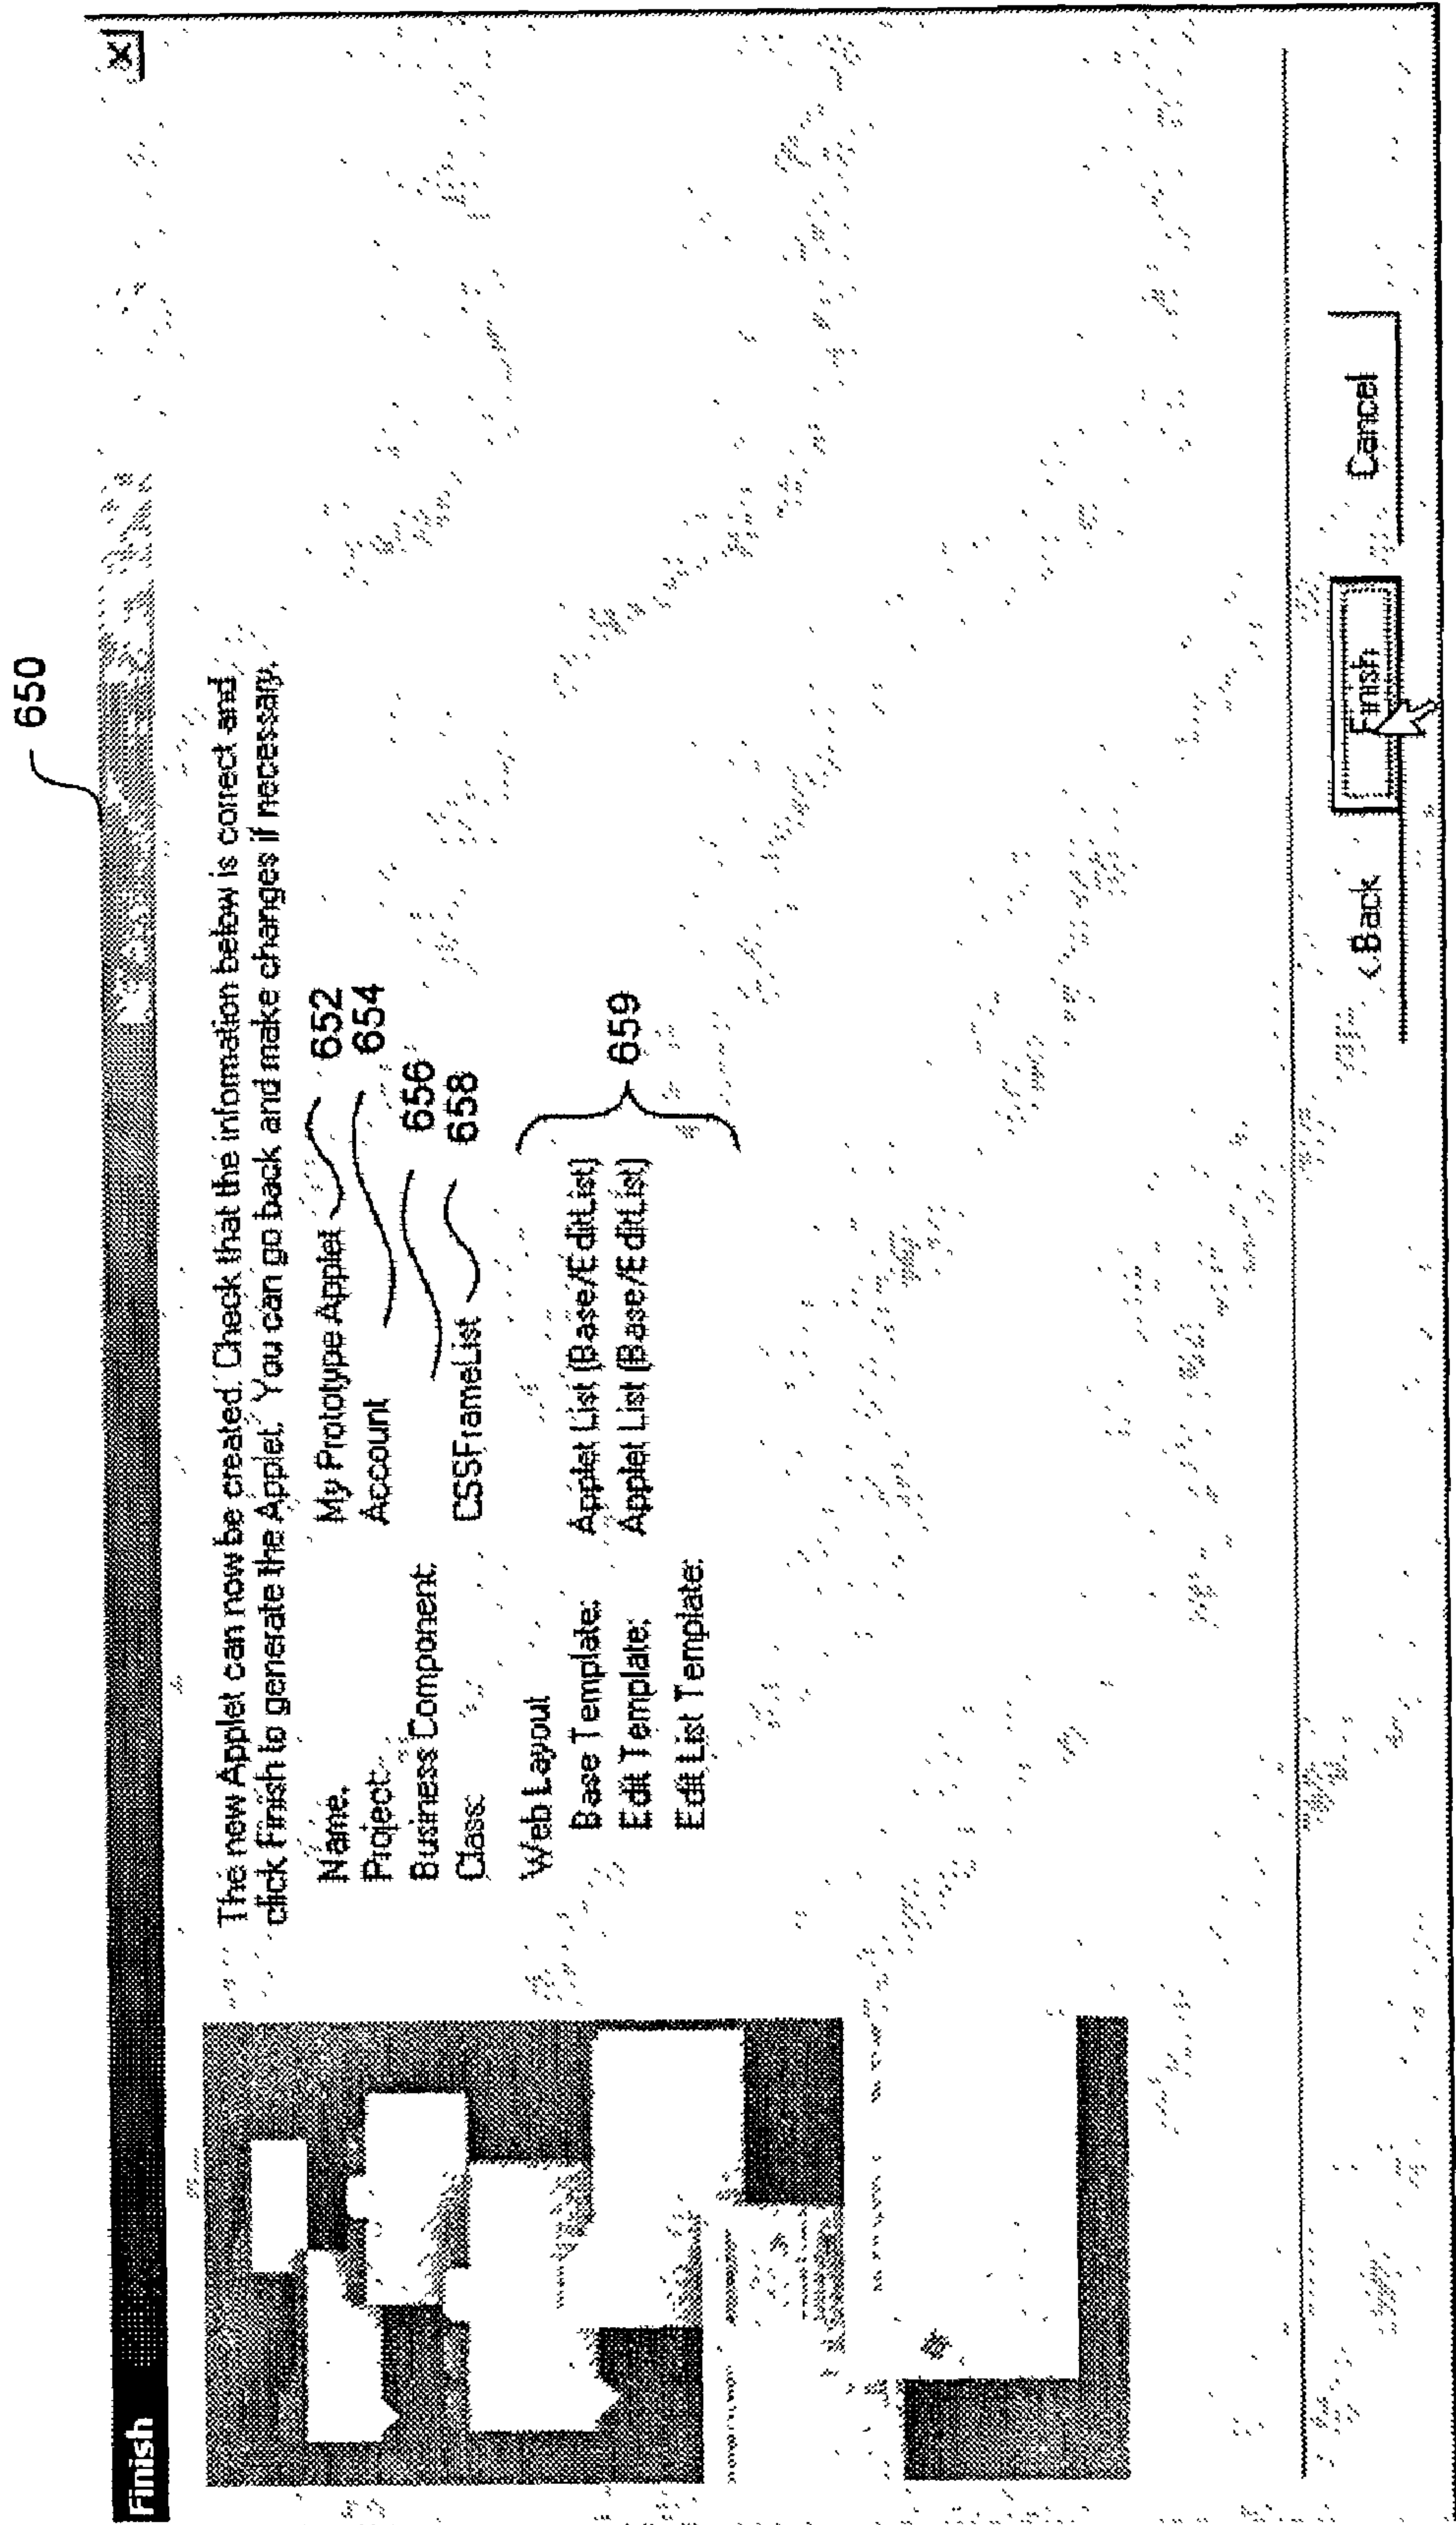 650
Finish
X
The new Applet can now be created. Check that the information below is correct and
click Finish to generate the Applet. You can go back and make changes if necessary.
Name: My Prototype Applet 652
Project: Account 654
Business Component: 656
Class: CSSFrameList 658
Web Layout
Base Template: Applet List (Base/EditList)
Edit Template: Applet List (Base/EditList)
659
Edit List Template:
< Back Finish Cancel